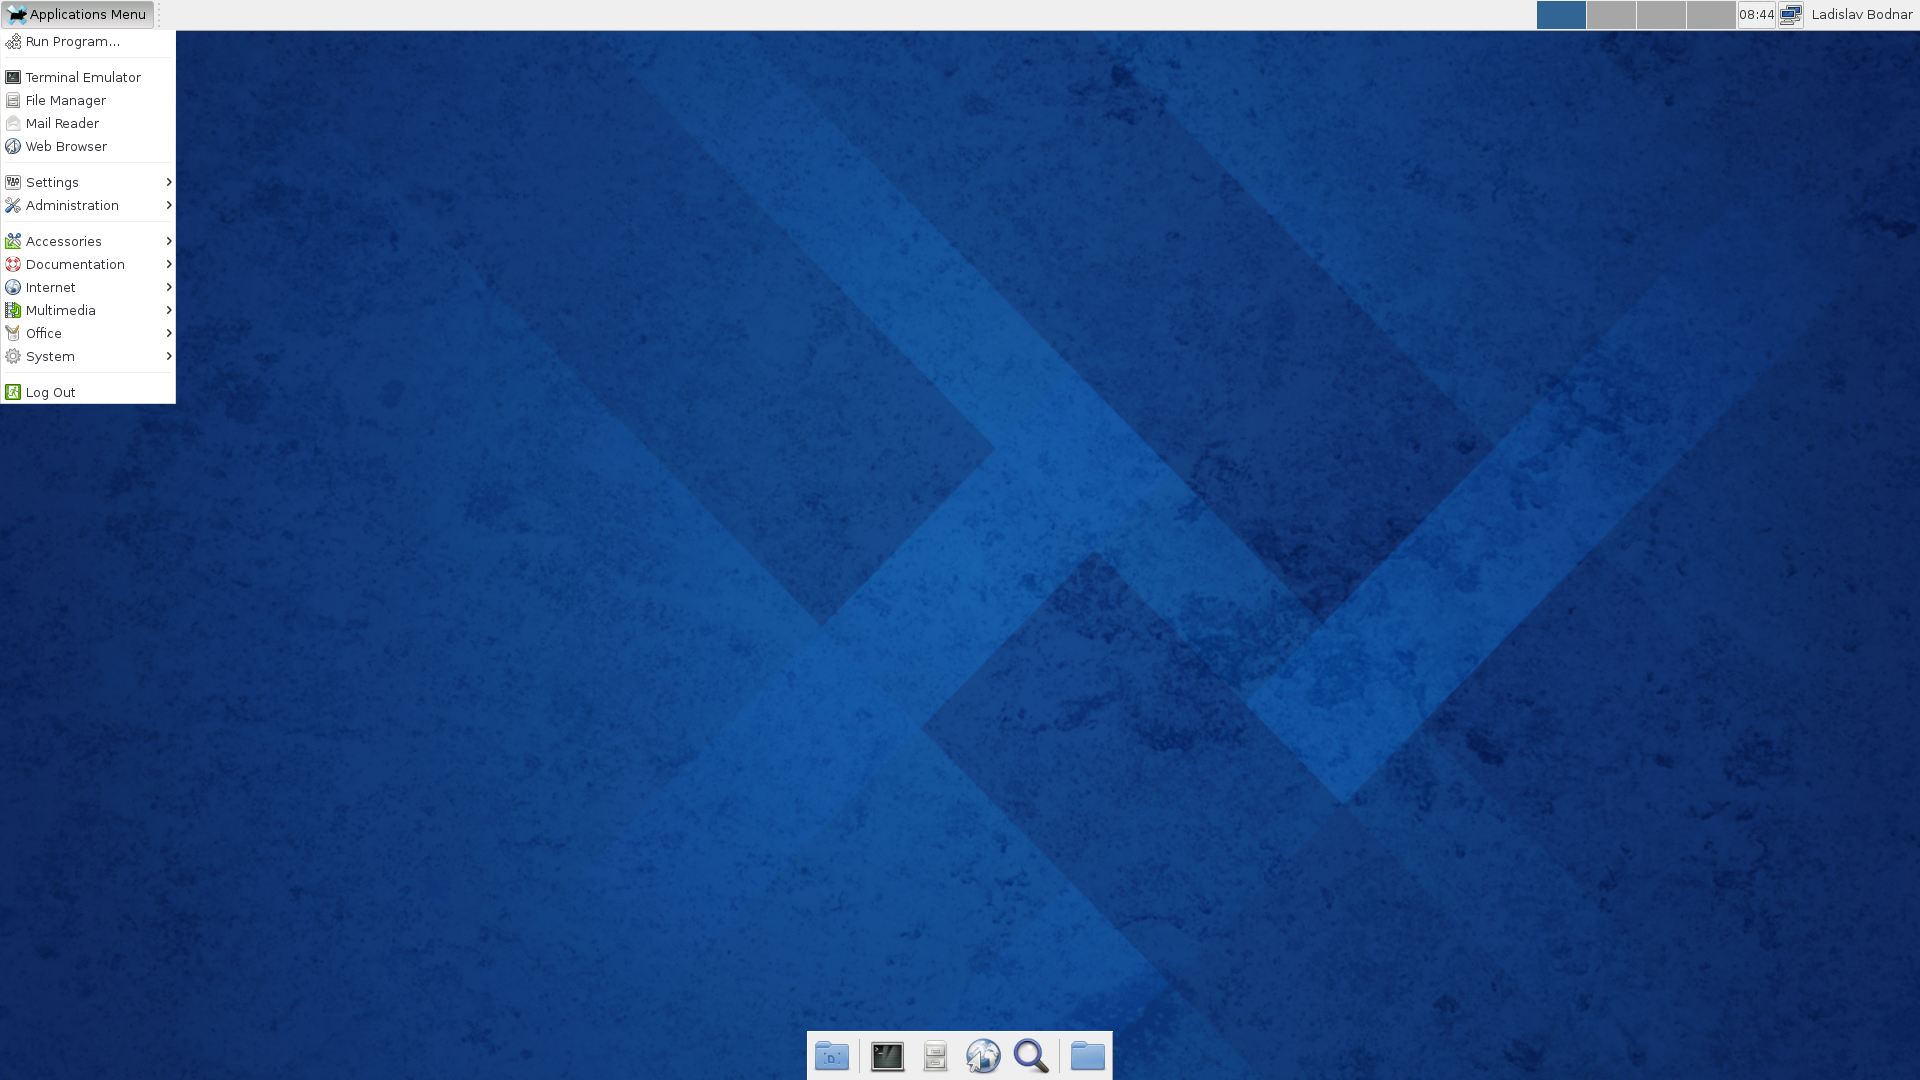 Applications Menu
08:44
Ladislav Bodnar
Run Program...
Terminal Emulator
File Manager
Mail Reader
Web Browser
Settings
Administration
Accessories
Documentation
Internet
Multimedia
Office
System
Log Out